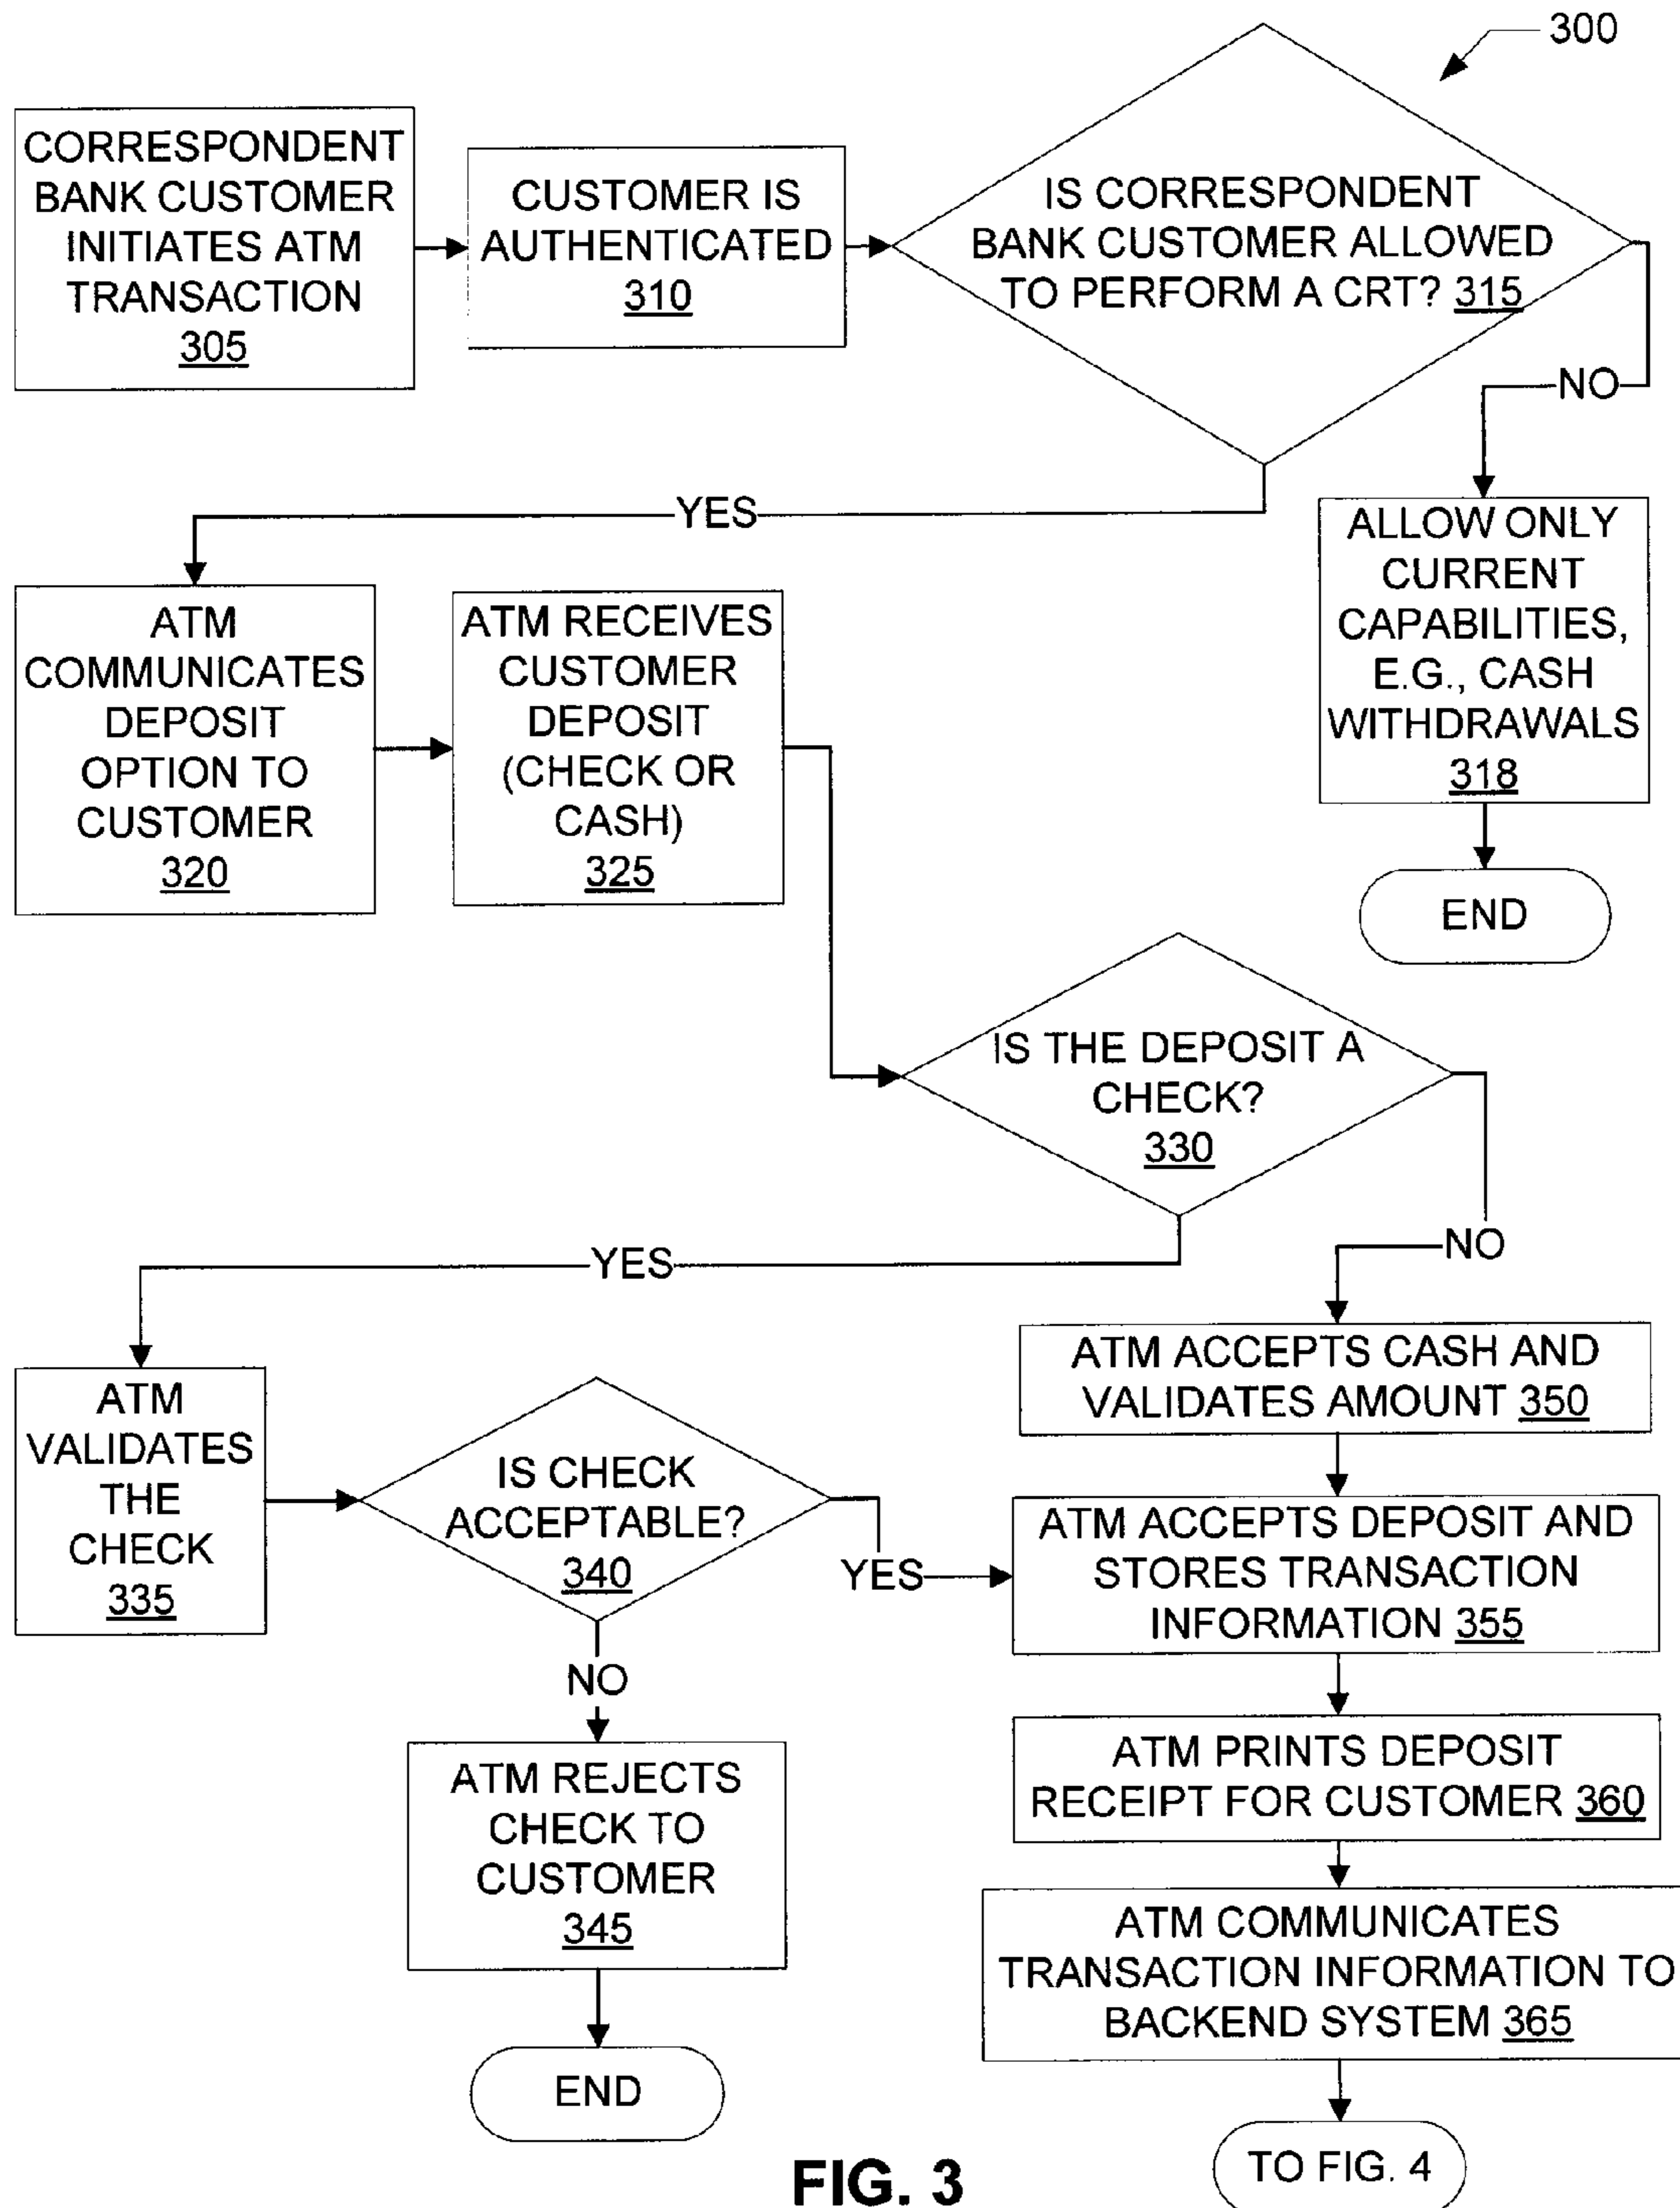 300
CORRESPONDENT
BANK CUSTOMER
INITIATES ATM
TRANSACTION
305
CUSTOMER IS
AUTHENTICATED
310
IS CORRESPONDENT
BANK CUSTOMER ALLOWED
TO PERFORM A CRT? 315
NO
YES
ALLOW ONLY
CURRENT
CAPABILITIES,
E.G., CASH
WITHDRAWALS
318
END
ATM
COMMUNICATES
DEPOSIT
OPTION TO
CUSTOMER
320
ATM RECEIVES
CUSTOMER
DEPOSIT
(CHECK OR
CASH)
325
IS THE DEPOSIT A
CHECK?
330
YES
NO
ATM
VALIDATES
THE
CHECK
335
IS CHECK
ACCEPTABLE?
340
YES
NO
ATM REJECTS
CHECK TO
CUSTOMER
345
END
ATM ACCEPTS CASH AND
VALIDATES AMOUNT 350
ATM ACCEPTS DEPOSIT AND
STORES TRANSACTION
INFORMATION 355
ATM PRINTS DEPOSIT
RECEIPT FOR CUSTOMER 360
ATM COMMUNICATES
TRANSACTION INFORMATION TO
BACKEND SYSTEM 365
TO FIG. 4
FIG. 3